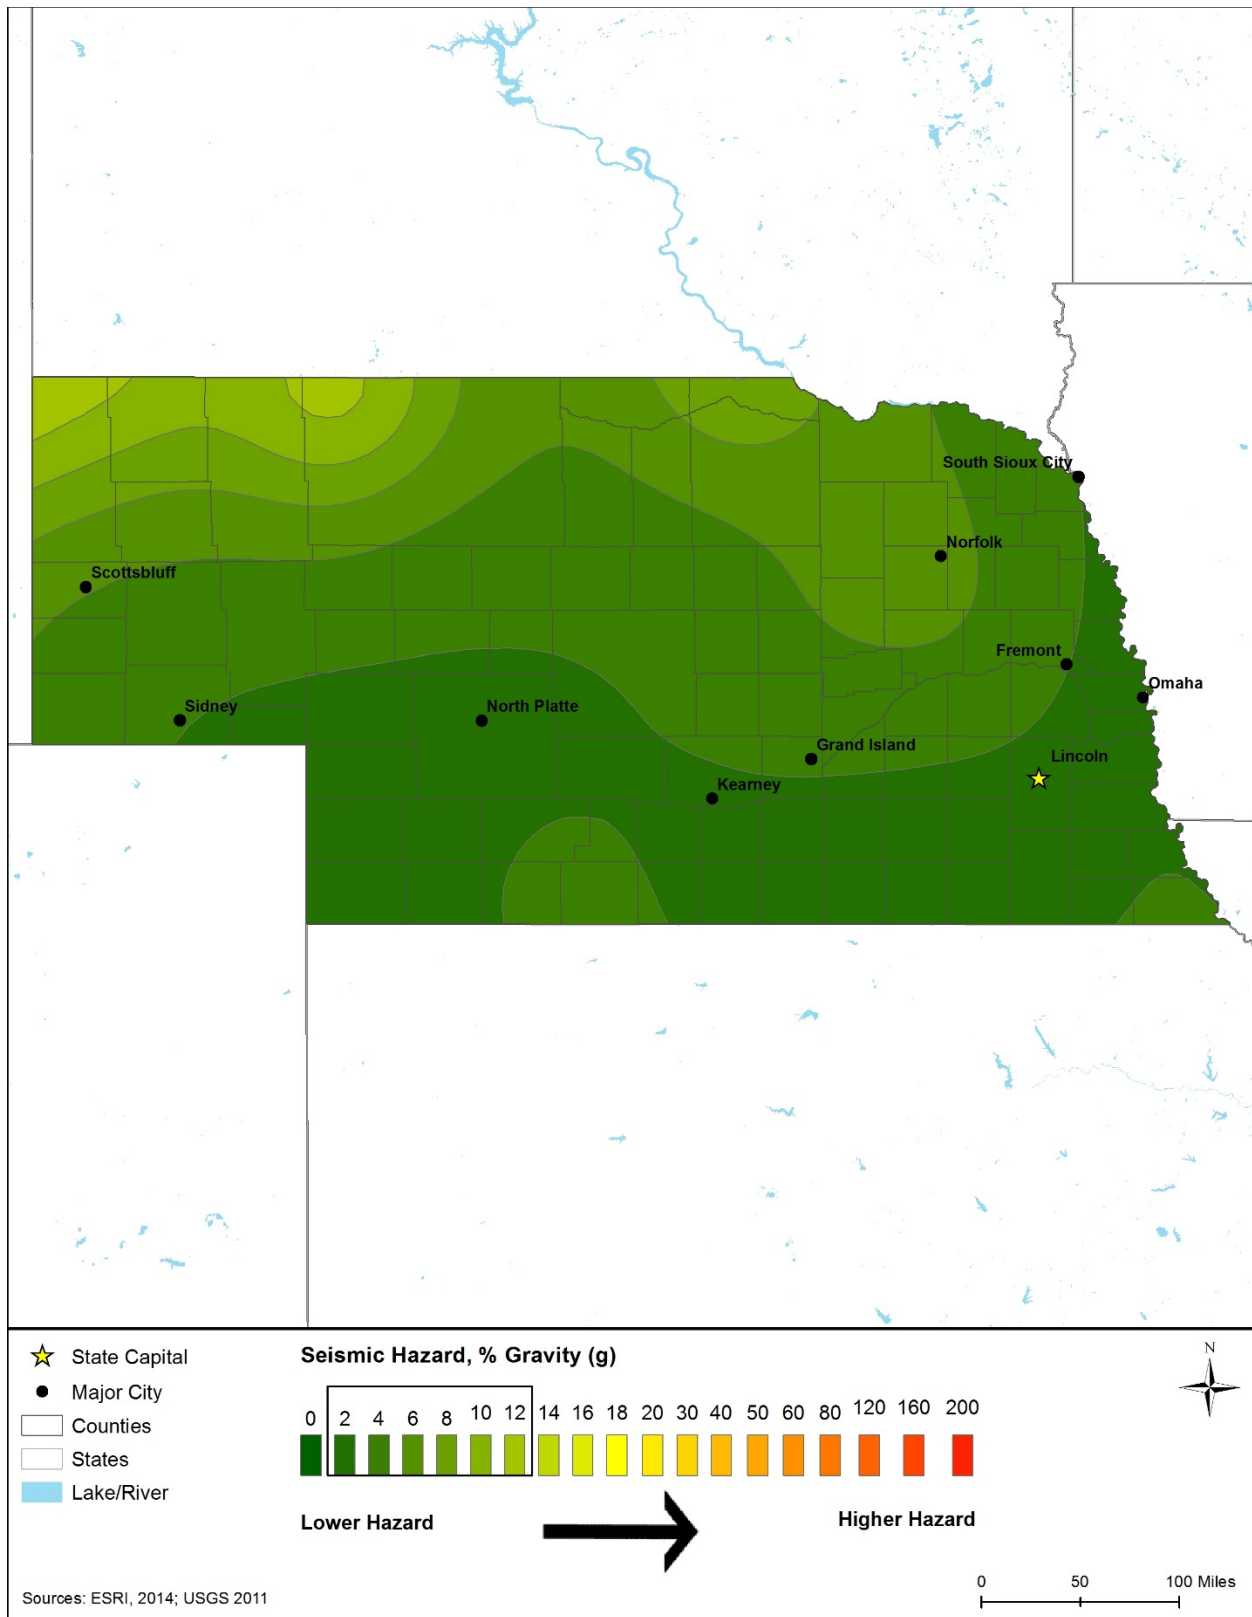 South Sioux City
Norfolk
Scottsbluff
Fremont
Omaha
Sidney
North Platte
Grand Island
Lincoln
Kearney
State Capital
Major City
Counties
States
Lake/River
Seismic Hazard, % Gravity (g)
0 2 4 6 8 10 12 14 16 18 20 30 40 50 60 80 120 160 200
Lower Hazard
Higher Hazard
N
Sources: ESRI, 2014; USGS 2011
0 50 100 Miles